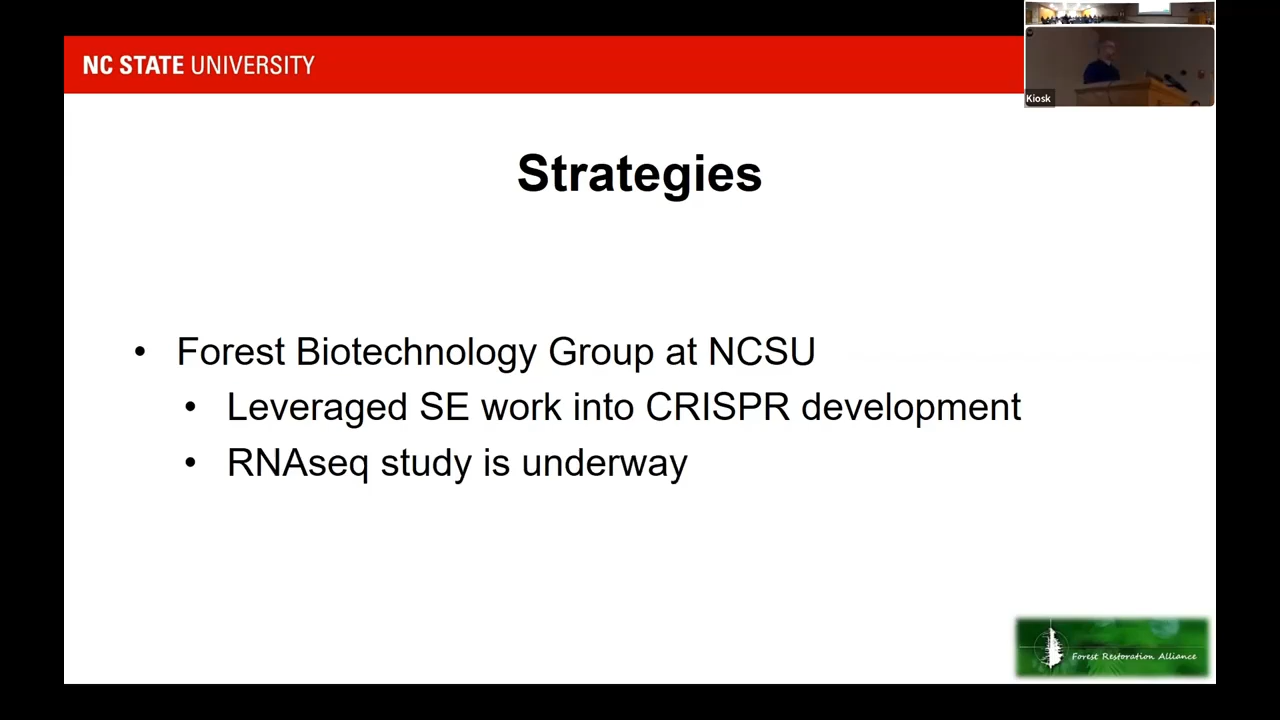 NC STATE UNIVERSITY
Kiosk
Strategies
• Forest Biotechnology Group at NCSU
• Leveraged SE work into CRISPR development
• RNAseq study is underway
Forest Restoration Alliance